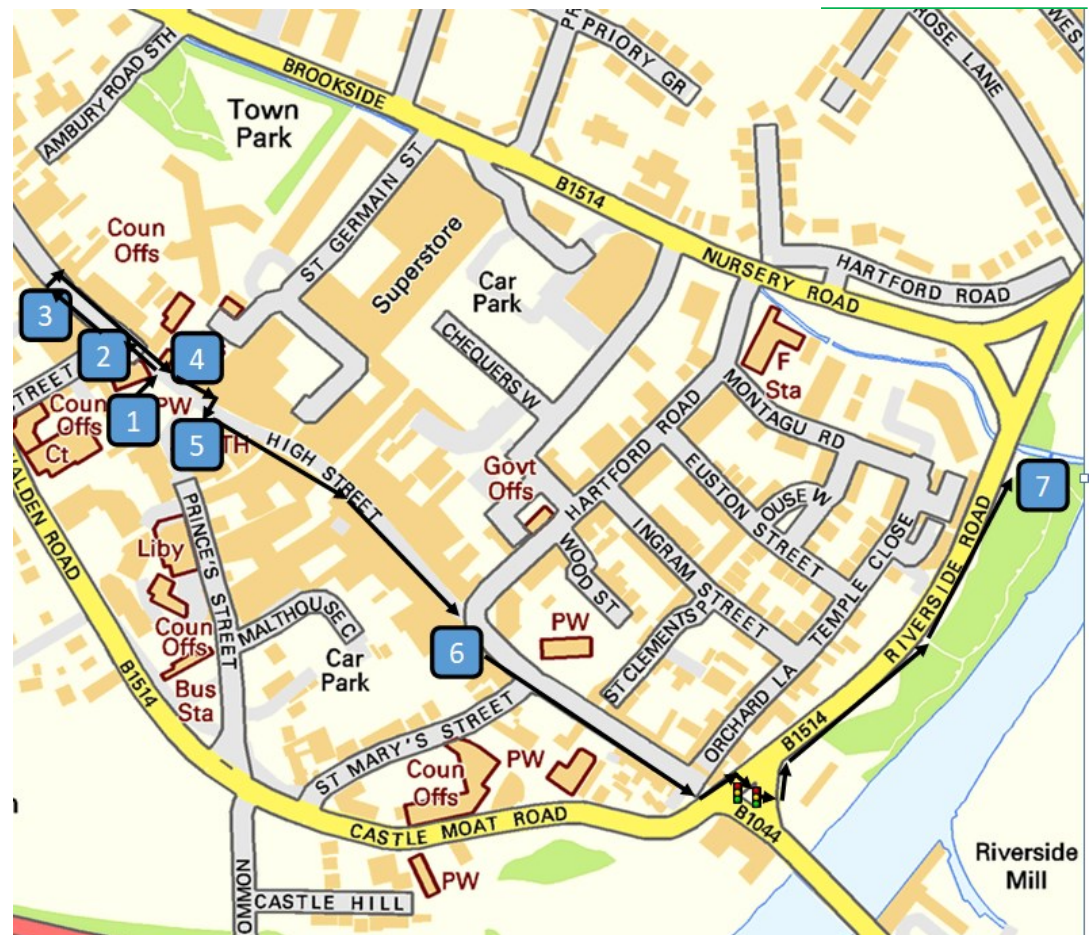 AMBURY ROAD STH
BROOKSIDE
PRIORY GR
ROSE LANE
Town
Park
B1514
NURSERY ROAD
HARTFORD ROAD
Coun
Offs
ST GERMAIN ST
Superstore
Car
Park
CHEQUERS W
3
2
4
1
5
STREET
Coun
Offs
Ct
PW
TH
HIGH STREET
Govt
Offs
HARTFORD ROAD
F
Sta
MONTAGU RD
EUSTON STREET
OUSE W
INGRAM STREET
TEMPLE CLOSE
WOOD ST
ST CLEMENTS P
ORCHARD LA
RIVERSIDE ROAD
7
PRINCE'S STREET
Liby
MALTHOUSE C
Coun
Offs
Bus
Sta
Car
Park
B1514
6
PW
ST MARY'S STREET
Coun
Offs
PW
B1514
B1044
CASTLE MOAT ROAD
PW
OMMON
CASTLE HILL
Riverside
Mill